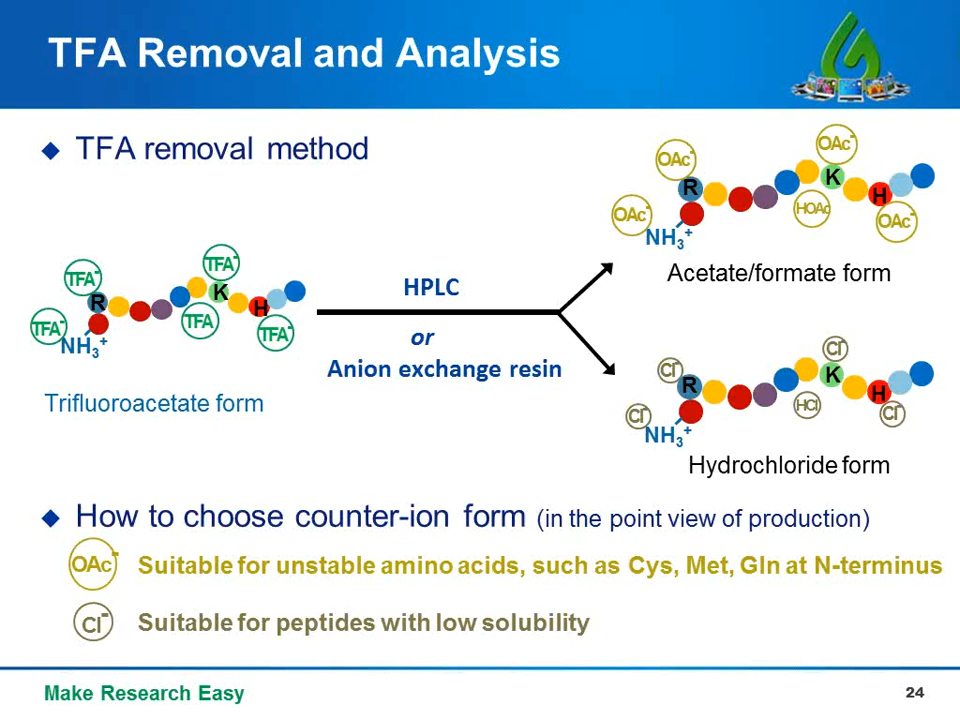 TFA Removal and Analysis
TFA removal method
OAc-
OAc-
R
K
H
OAc-
HOAc
OAc-
NH3+
Acetate/formate form
TFA-
TFA-
R
K
H
TFA-
TFA
TFA-
NH3+
Trifluoroacetate form
HPLC
or
Anion exchange resin
Cl-
Cl-
R
K
H
Cl-
HCl
Cl-
NH3+
Hydrochloride form
How to choose counter-ion form (in the point view of production)
OAc- Suitable for unstable amino acids, such as Cys, Met, Gln at N-terminus
Cl- Suitable for peptides with low solubility
Make Research Easy
24